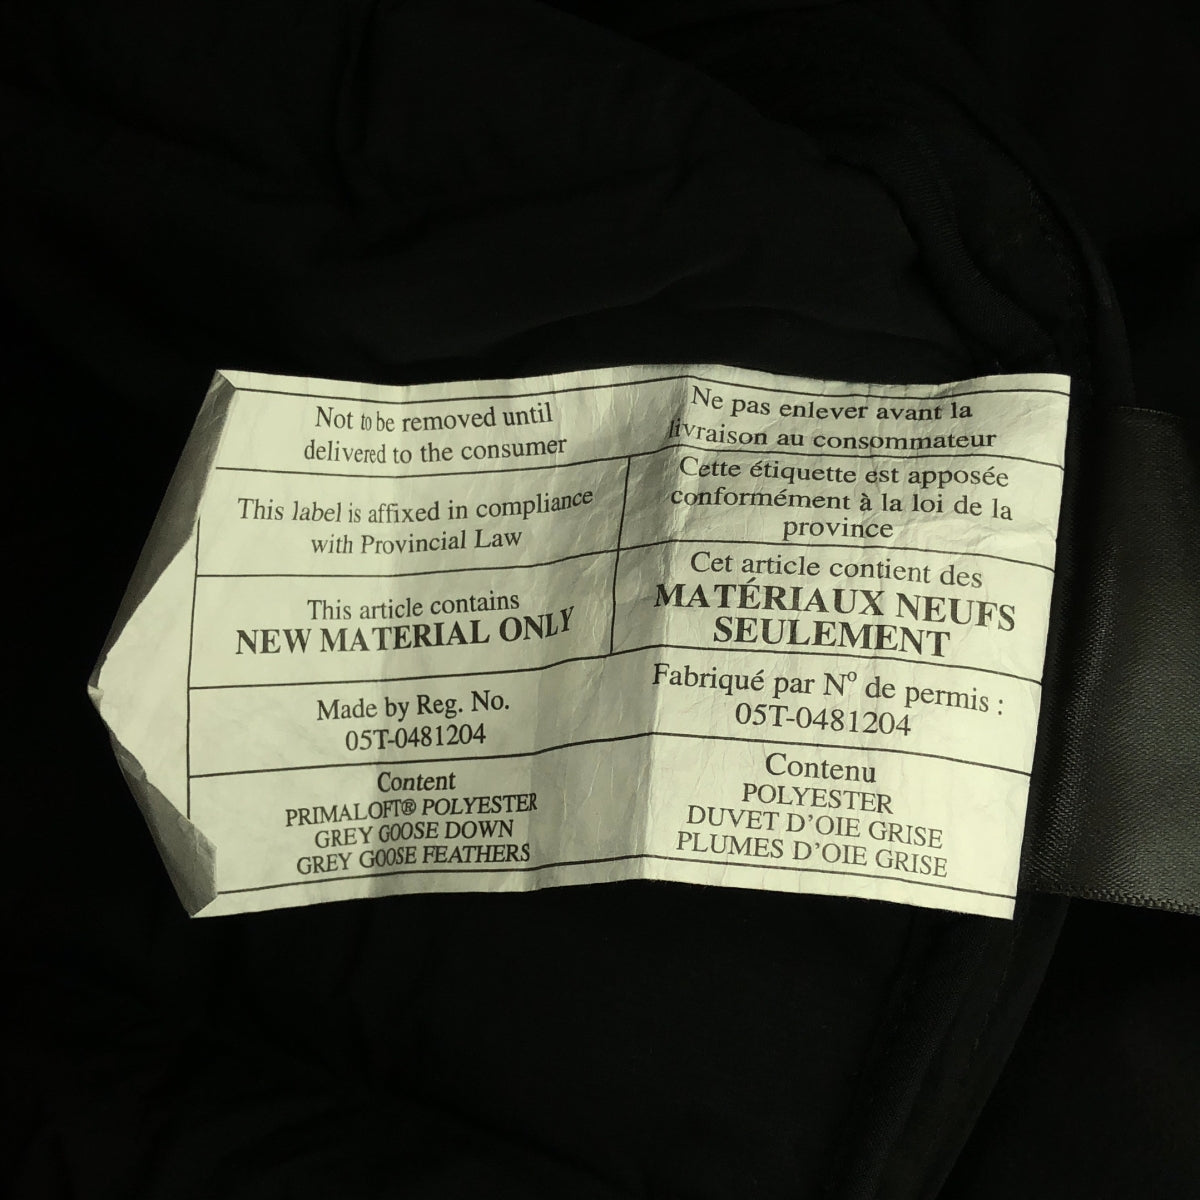 Not to be removed until
delivered to the consumer
Ne pas enlever avant la
livraison au consommateur
This label is affixed in compliance
with Provincial Law
Cette étiquette est apposée
conformément à la loi de la
province
This article contains
NEW MATERIAL ONLY
Cet article contient des
MATÉRIAUX NEUFS
SEULEMENT
Made by Reg. No.
05T-0481204
Fabriqué par Nº de permis :
05T-0481204
Content
PRIMALOFT® POLYESTER
GREY GOOSE DOWN
GREY GOOSE FEATHERS
Contenu
POLYESTER
DUVET D'OIE GRISE
PLUMES D'OIE GRISE